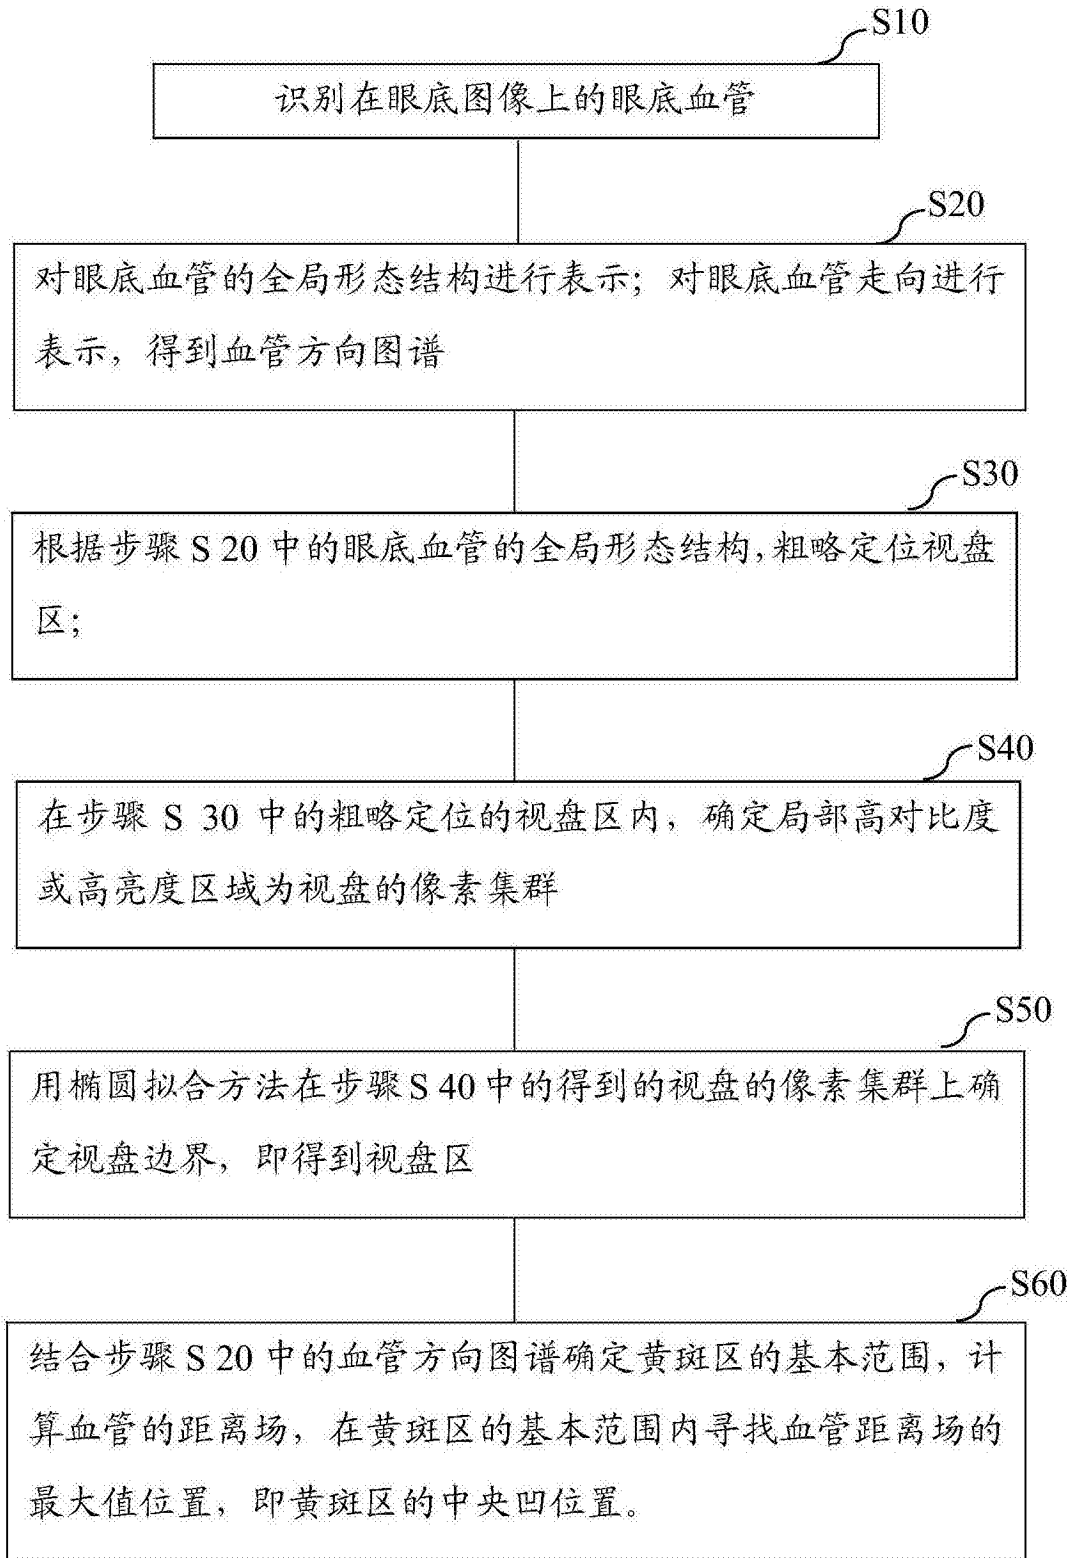 S10
识别在眼底图像上的眼底血管
S20
对眼底血管的全局形态结构进行表示；对眼底血管走向进行
表示，得到血管方向图谱
S30
根据步骤S 20中的眼底血管的全局形态结构，粗略定位视盘
区；
S40
在步骤 S 30 中的粗略定位的视盘区内，确定局部高对比度
或高亮度区域为视盘的像素集群
S50
用椭圆拟合方法在步骤S 40中的得到的视盘的像素集群上确
定视盘边界，即得到视盘区
S60
结合步骤S 20中的血管方向图谱确定黄斑区的基本范围，计
算血管的距离场，在黄斑区的基本范围内寻找血管距离场的
最大值位置，即黄斑区的中央凹位置。